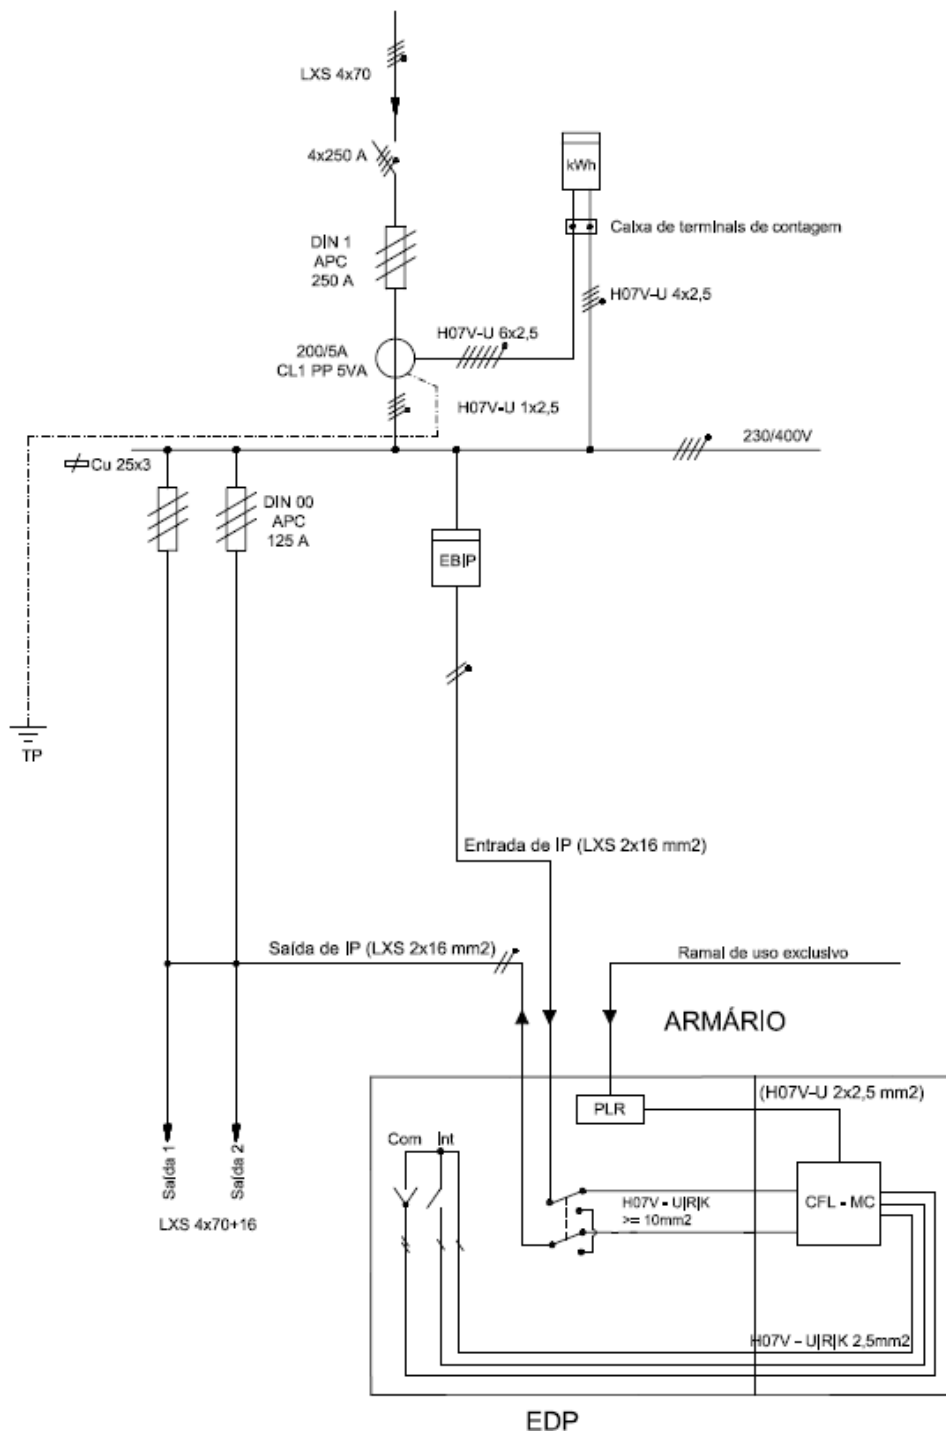 LXS 4x70
4x250 A
kWh
Caixa de terminais de contagem
DIN 1
APC
250 A
H07V-U 4x2,5
H07V-U 6x2,5
200/5A
CL1 PP 5VA
H07V-U 1x2,5
230/400V
Cu 25x3
DIN 00
APC
125 A
EB|P
TP
Entrada de IP (LXS 2x16 mm2)
Saída de IP (LXS 2x16 mm2)
Ramal de uso exclusivo
ARMÁRIO
(H07V-U 2x2,5 mm2)
PLR
Com Int
Saída 1
Saída 2
LXS 4x70+16
H07V - U|R|K
>= 10mm2
CFL - MC
H07V - U|R|K 2,5mm2
EDP